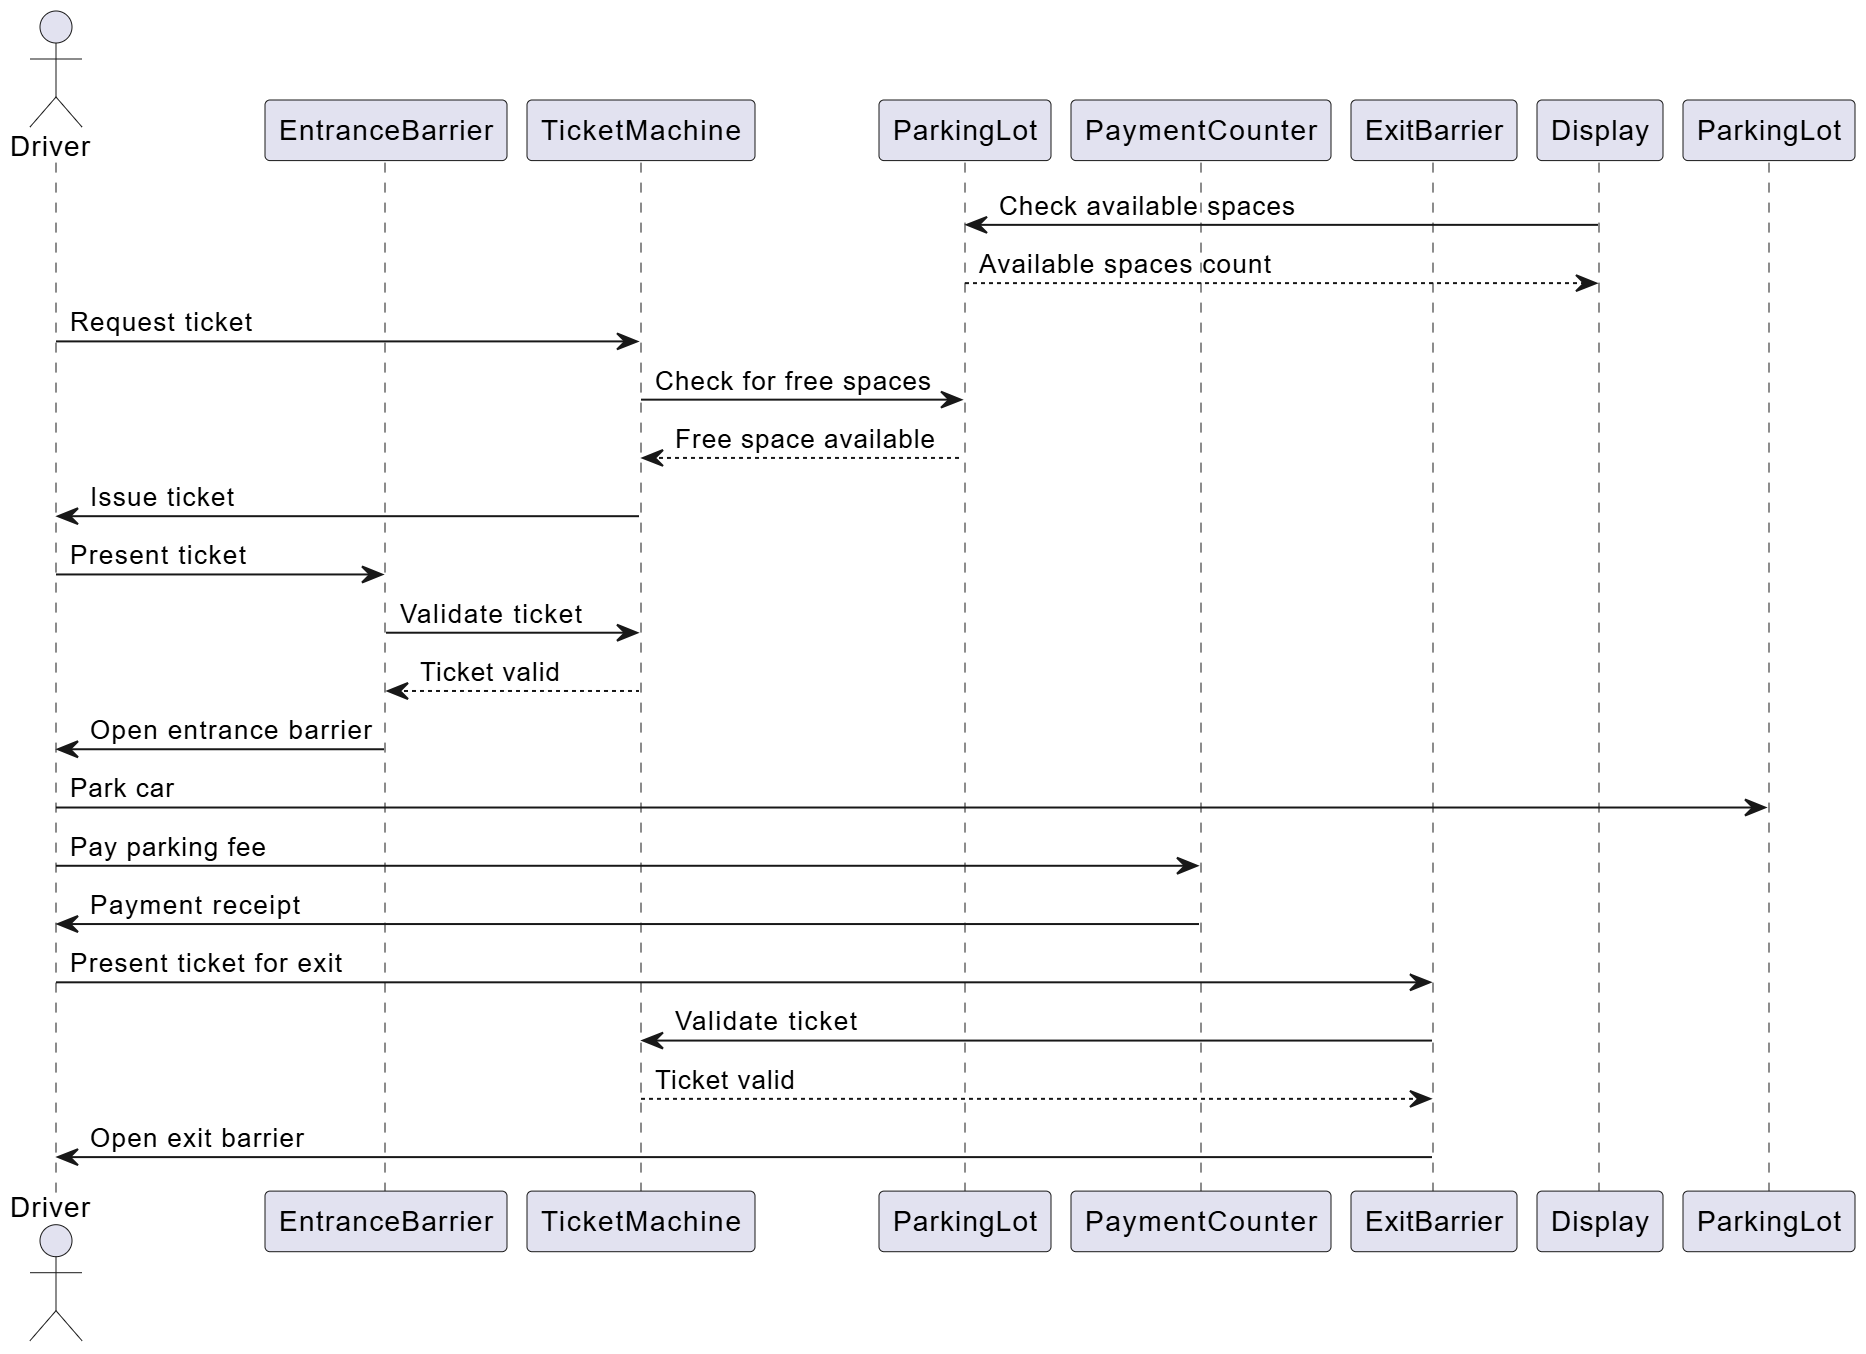 Driver
EntranceBarrier
TicketMachine
ParkingLot
PaymentCounter
ExitBarrier
Display
ParkingLot
Check available spaces
Available spaces count
Request ticket
Check for free spaces
Free space available
Issue ticket
Present ticket
Validate ticket
Ticket valid
Open entrance barrier
Park car
Pay parking fee
Payment receipt
Present ticket for exit
Validate ticket
Ticket valid
Open exit barrier
Driver
EntranceBarrier
TicketMachine
ParkingLot
PaymentCounter
ExitBarrier
Display
ParkingLot